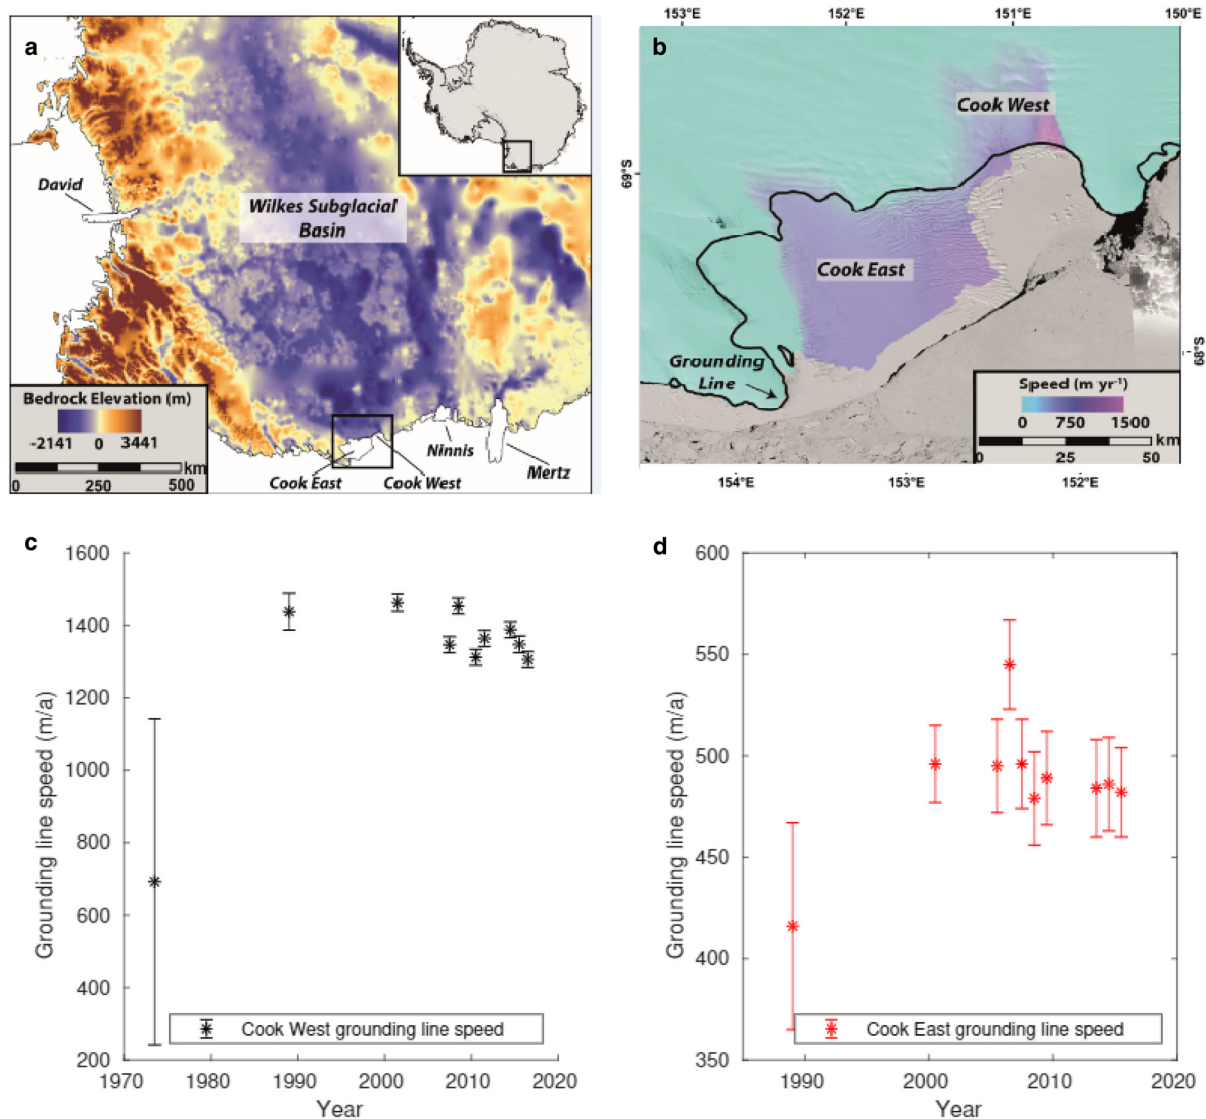 a
David
Wilkes Subglacial
Basin
Bedrock Elevation (m)
-2141 0 3441
km
0 250 500
Cook East
Cook West
Ninnis
Mertz
153°E 152°E 151°E 150°E
b
Cook West
69°S
Cook East
Grounding
Line
68°S
Speed (m yr⁻¹)
0 750 1500
km
0 25 50
154°E 153°E 152°E
c
Grounding line speed (m/a)
1600
1400
1200
1000
800
600
400
200
Cook West grounding line speed
1970 1980 1990 2000 2010 2020
Year
d
Grounding line speed (m/a)
600
550
500
450
400
350
Cook East grounding line speed
1990 2000 2010 2020
Year